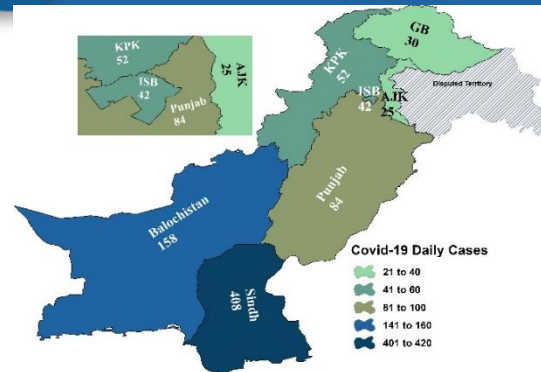 KPK
52
ISB
42
Punjab
84
AJK
25
GB
30
KPK
52
ISB
42
AJK
25
Disputed Territory
Punjab
84
Balochistan
158
Sindh
408
Covid-19 Daily Cases
21 to 40
41 to 60
81 to 100
141 to 160
401 to 420